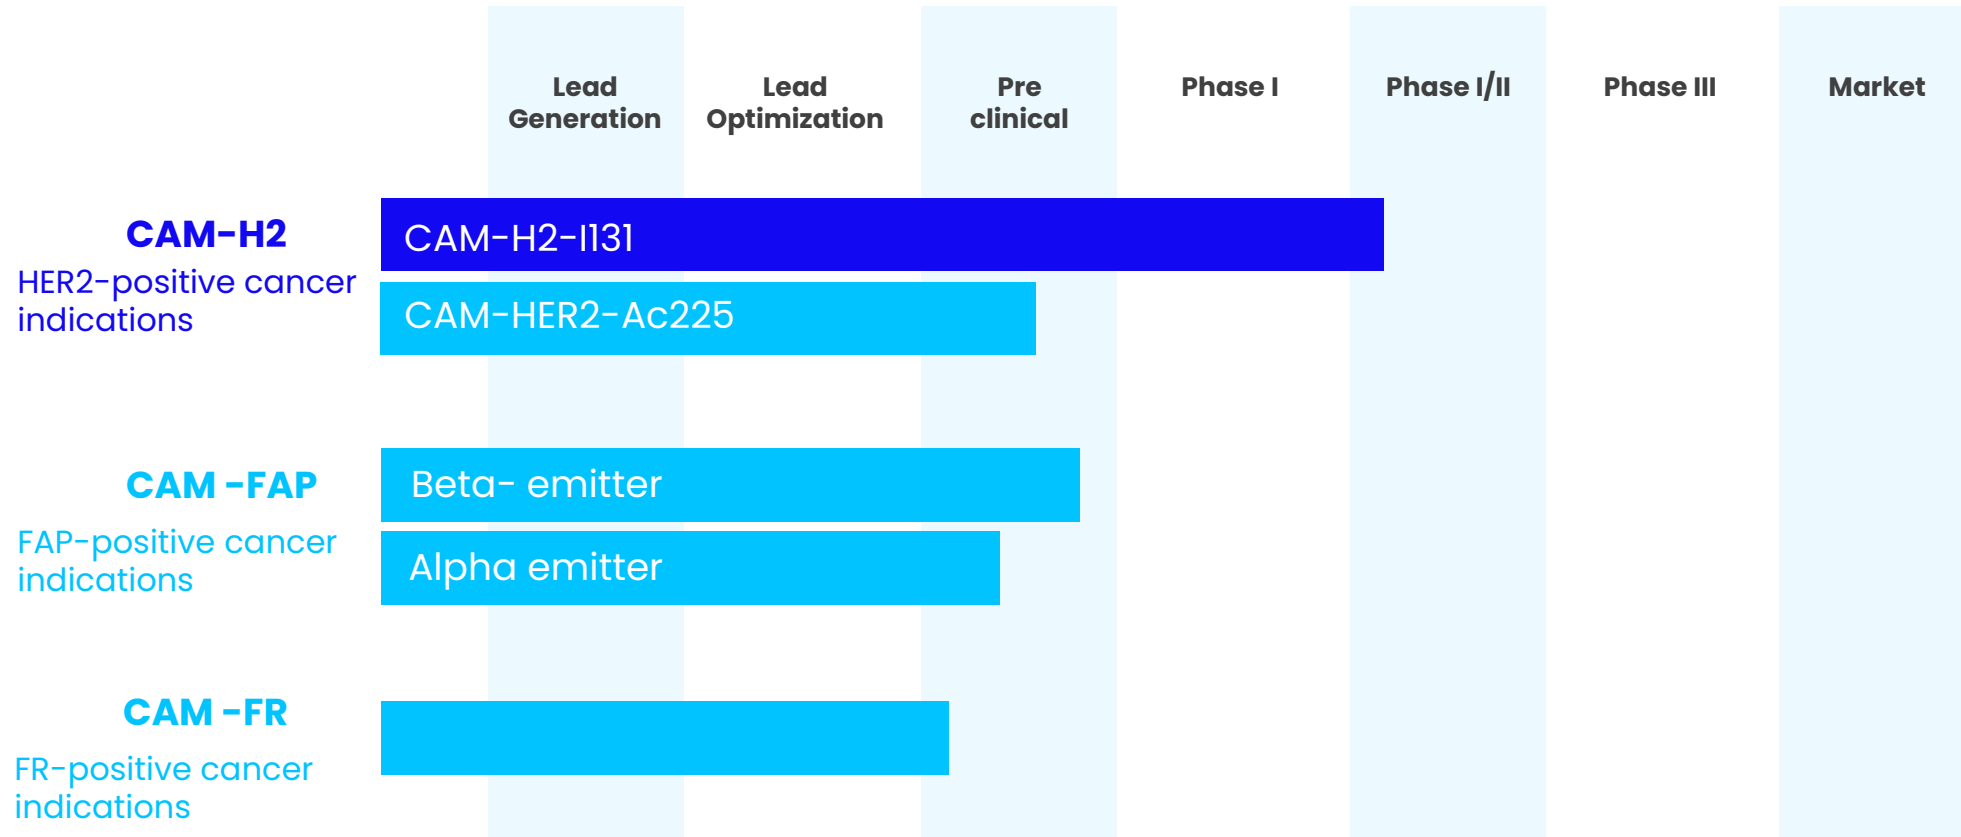 Lead
Generation
Lead
Optimization
Pre
clinical
Phase I
Phase I/II
Phase III
Market
CAM-H2
HER2-positive cancer
indications
CAM-H2-I131
CAM-HER2-Ac225
CAM -FAP
FAP-positive cancer
indications
Beta- emitter
Alpha emitter
CAM -FR
FR-positive cancer
indications